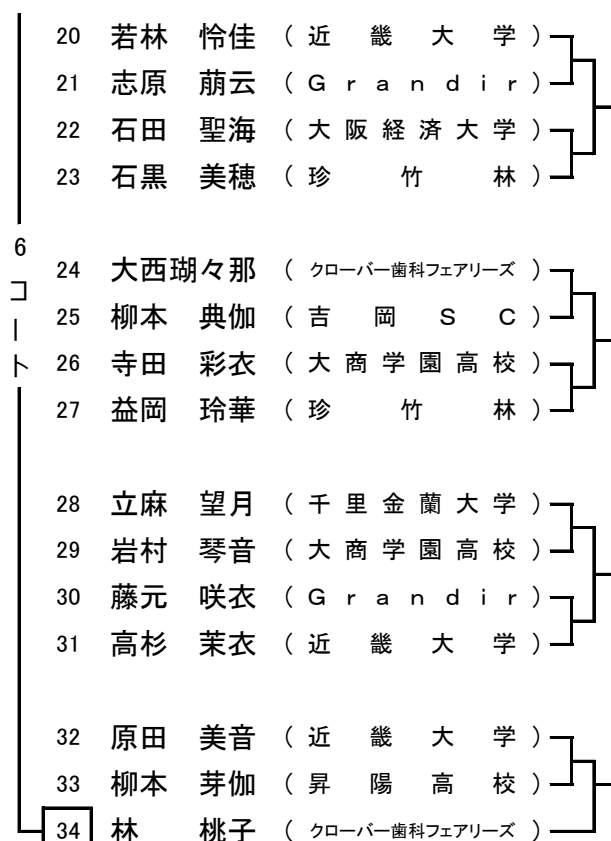 20 若林 怜佳 ( 近畿大学 )
21 志原 萠云 ( Grandir )
22 石田 聖海 ( 大阪経済大学 )
23 石黒 美穂 ( 珍竹林 )
6コート
24 大西瑚々那 ( クローバー歯科フェアリーズ )
25 柳本 典伽 ( 吉岡SC )
26 寺田 彩衣 ( 大商学園高校 )
27 益岡 玲華 ( 珍竹林 )
28 立麻 望月 ( 千里金蘭大学 )
29 岩村 琴音 ( 大商学園高校 )
30 藤元 咲衣 ( Grandir )
31 高杉 茉衣 ( 近畿大学 )
32 原田 美音 ( 近畿大学 )
33 柳本 芽伽 ( 昇陽高校 )
34 林 桃子 ( クローバー歯科フェアリーズ )